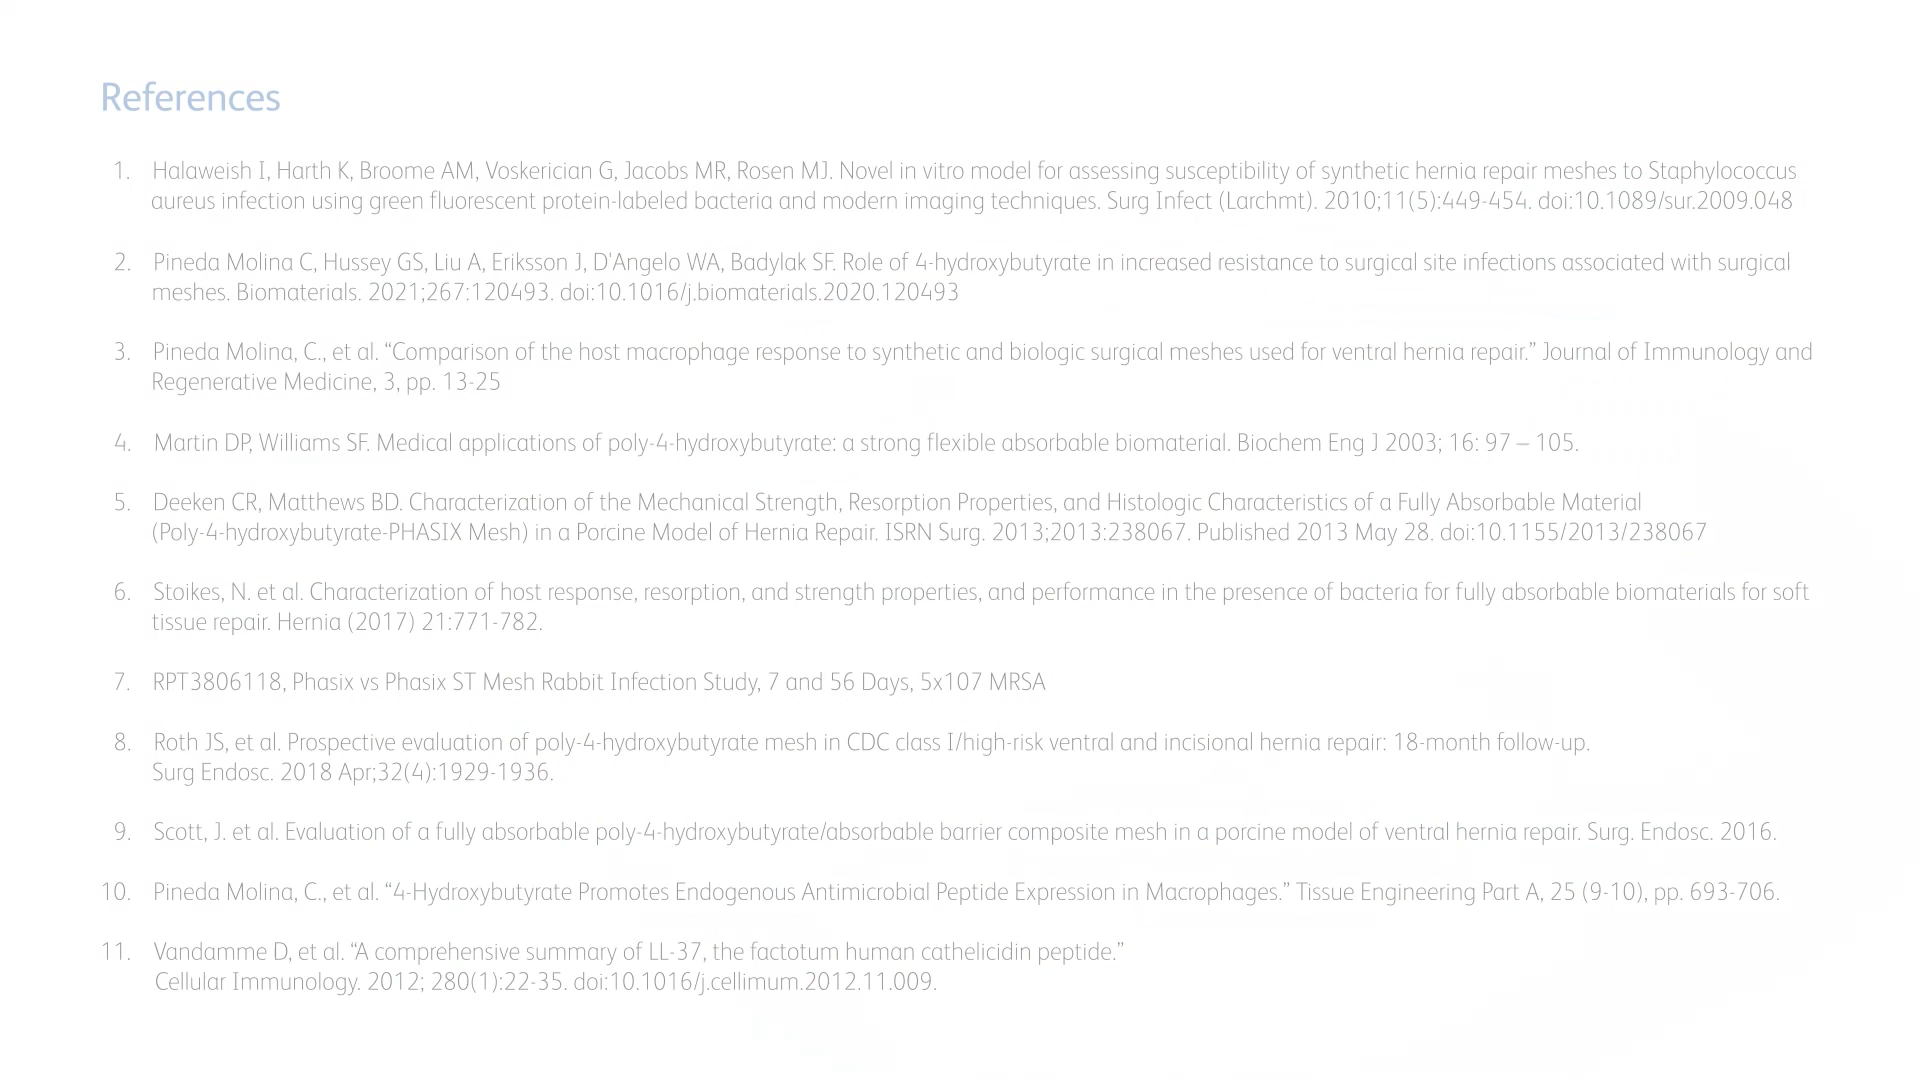 References
1. Halaweish I, Harth K, Broome AM, Voskerician G, Jacobs MR, Rosen MJ. Novel in vitro model for assessing susceptibility of synthetic hernia repair meshes to Staphylococcus
aureus infection using green fluorescent protein-labeled bacteria and modern imaging techniques. Surg Infect (Larchmt). 2010;11(5):449-454. doi:10.1089/sur.2009.048
2. Pineda Molina C, Hussey GS, Liu A, Eriksson J, D'Angelo WA, Badylak SF. Role of 4-hydroxybutyrate in increased resistance to surgical site infections associated with surgical
meshes. Biomaterials. 2021;267:120493. doi:10.1016/j.biomaterials.2020.120493
3. Pineda Molina, C., et al. “Comparison of the host macrophage response to synthetic and biologic surgical meshes used for ventral hernia repair.” Journal of Immunology and
Regenerative Medicine, 3, pp. 13-25
4. Martin DP, Williams SF. Medical applications of poly-4-hydroxybutyrate: a strong flexible absorbable biomaterial. Biochem Eng J 2003; 16: 97 – 105.
5. Deeken CR, Matthews BD. Characterization of the Mechanical Strength, Resorption Properties, and Histologic Characteristics of a Fully Absorbable Material
(Poly-4-hydroxybutyrate-PHASIX Mesh) in a Porcine Model of Hernia Repair. ISRN Surg. 2013;2013:238067. Published 2013 May 28. doi:10.1155/2013/238067
6. Stoikes, N. et al. Characterization of host response, resorption, and strength properties, and performance in the presence of bacteria for fully absorbable biomaterials for soft
tissue repair. Hernia (2017) 21:771-782.
7. RPT3806118, Phasix vs Phasix ST Mesh Rabbit Infection Study, 7 and 56 Days, 5x107 MRSA
8. Roth JS, et al. Prospective evaluation of poly-4-hydroxybutyrate mesh in CDC class I/high-risk ventral and incisional hernia repair: 18-month follow-up.
Surg Endosc. 2018 Apr;32(4):1929-1936.
9. Scott, J. et al. Evaluation of a fully absorbable poly-4-hydroxybutyrate/absorbable barrier composite mesh in a porcine model of ventral hernia repair. Surg. Endosc. 2016.
10. Pineda Molina, C., et al. “4-Hydroxybutyrate Promotes Endogenous Antimicrobial Peptide Expression in Macrophages.” Tissue Engineering Part A, 25 (9-10), pp. 693-706.
11. Vandamme D, et al. “A comprehensive summary of LL-37, the factotum human cathelicidin peptide.”
Cellular Immunology. 2012; 280(1):22-35. doi:10.1016/j.cellimum.2012.11.009.